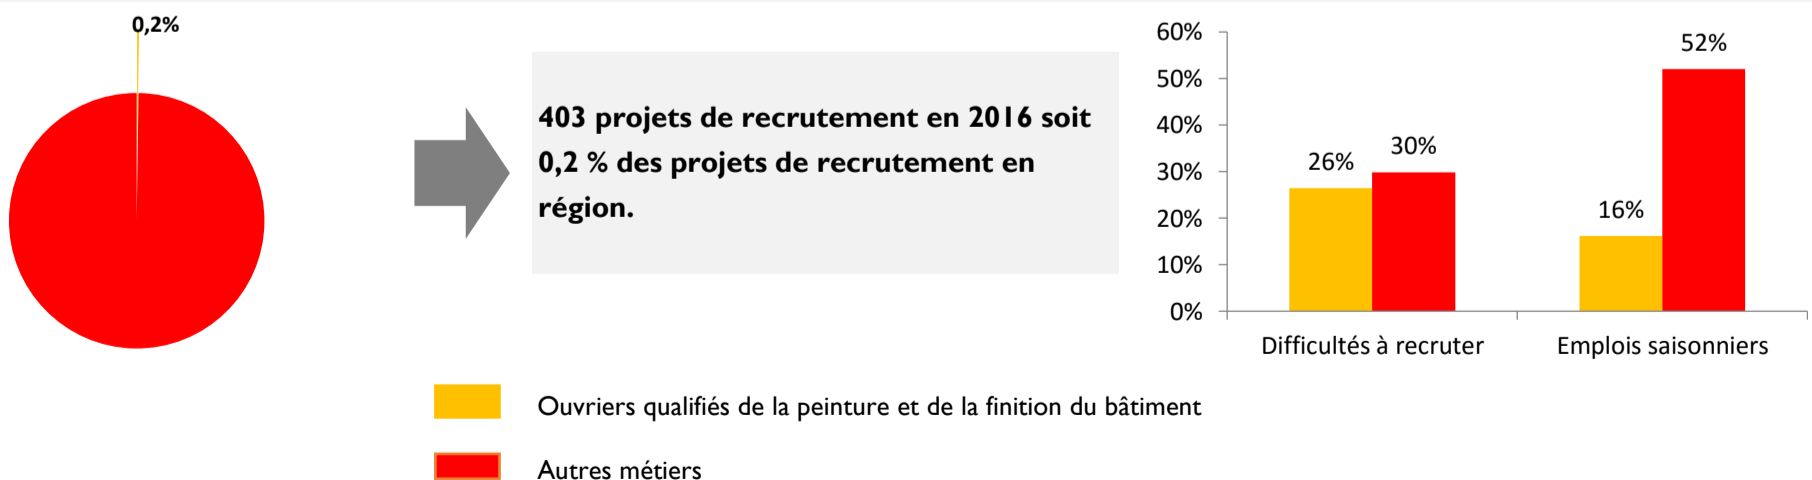 0,2%
403 projets de recrutement en 2016 soit
0,2 % des projets de recrutement en
région.
60%
50%
40%
30%
20%
10%
0%
26%
30%
16%
52%
Difficultés à recruter
Emplois saisonniers
Ouvriers qualifiés de la peinture et de la finition du bâtiment
Autres métiers